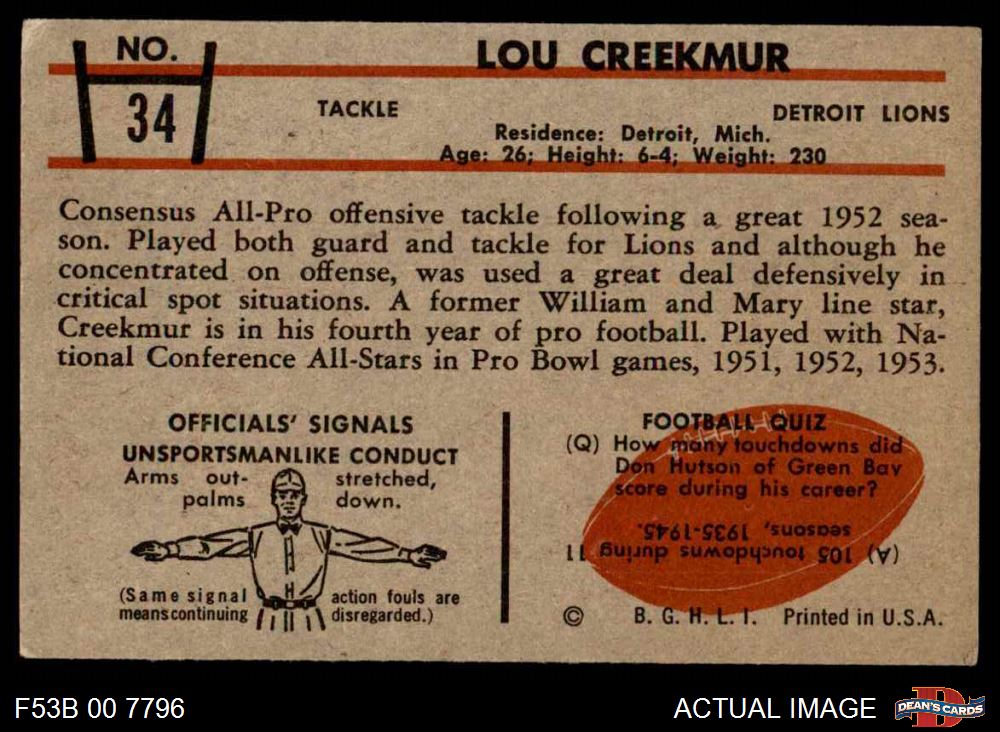 NO.
34
LOU CREEKMUR
TACKLE
DETROIT LIONS
Residence: Detroit, Mich.
Age: 26; Height: 6-4; Weight: 230
Consensus All-Pro offensive tackle following a great 1952 sea-
son. Played both guard and tackle for Lions and although he
concentrated on offense, was used a great deal defensively in
critical spot situations. A former William and Mary line star,
Creekmur is in his fourth year of pro football. Played with Na-
tional Conference All-Stars in Pro Bowl games, 1951, 1952, 1953.
OFFICIALS' SIGNALS
UNSPORTSMANLIKE CONDUCT
Arms out- stretched,
palms down.
(Same signal action fouls are
means continuing disregarded.)
FOOTBALL QUIZ
(Q) How many touchdowns did
Don Hutson of Green Bay
score during his career?
(A) 105 touchdowns during 11
seasons, 1935-1945.
© B. G. H. L. I. Printed in U.S.A.
F53B 00 7796
ACTUAL IMAGE
DEAN'S CARDS